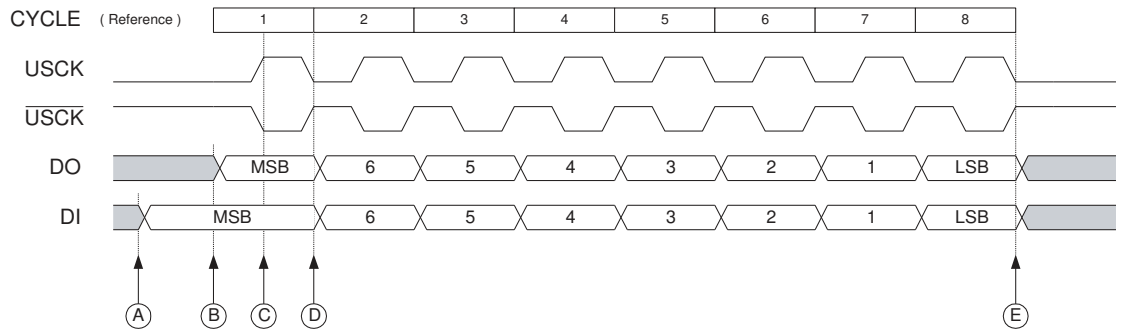 CYCLE ( Reference ) 1 2 3 4 5 6 7 8
USCK
USCK
DO MSB 6 5 4 3 2 1 LSB
DI MSB 6 5 4 3 2 1 LSB
A B C D E